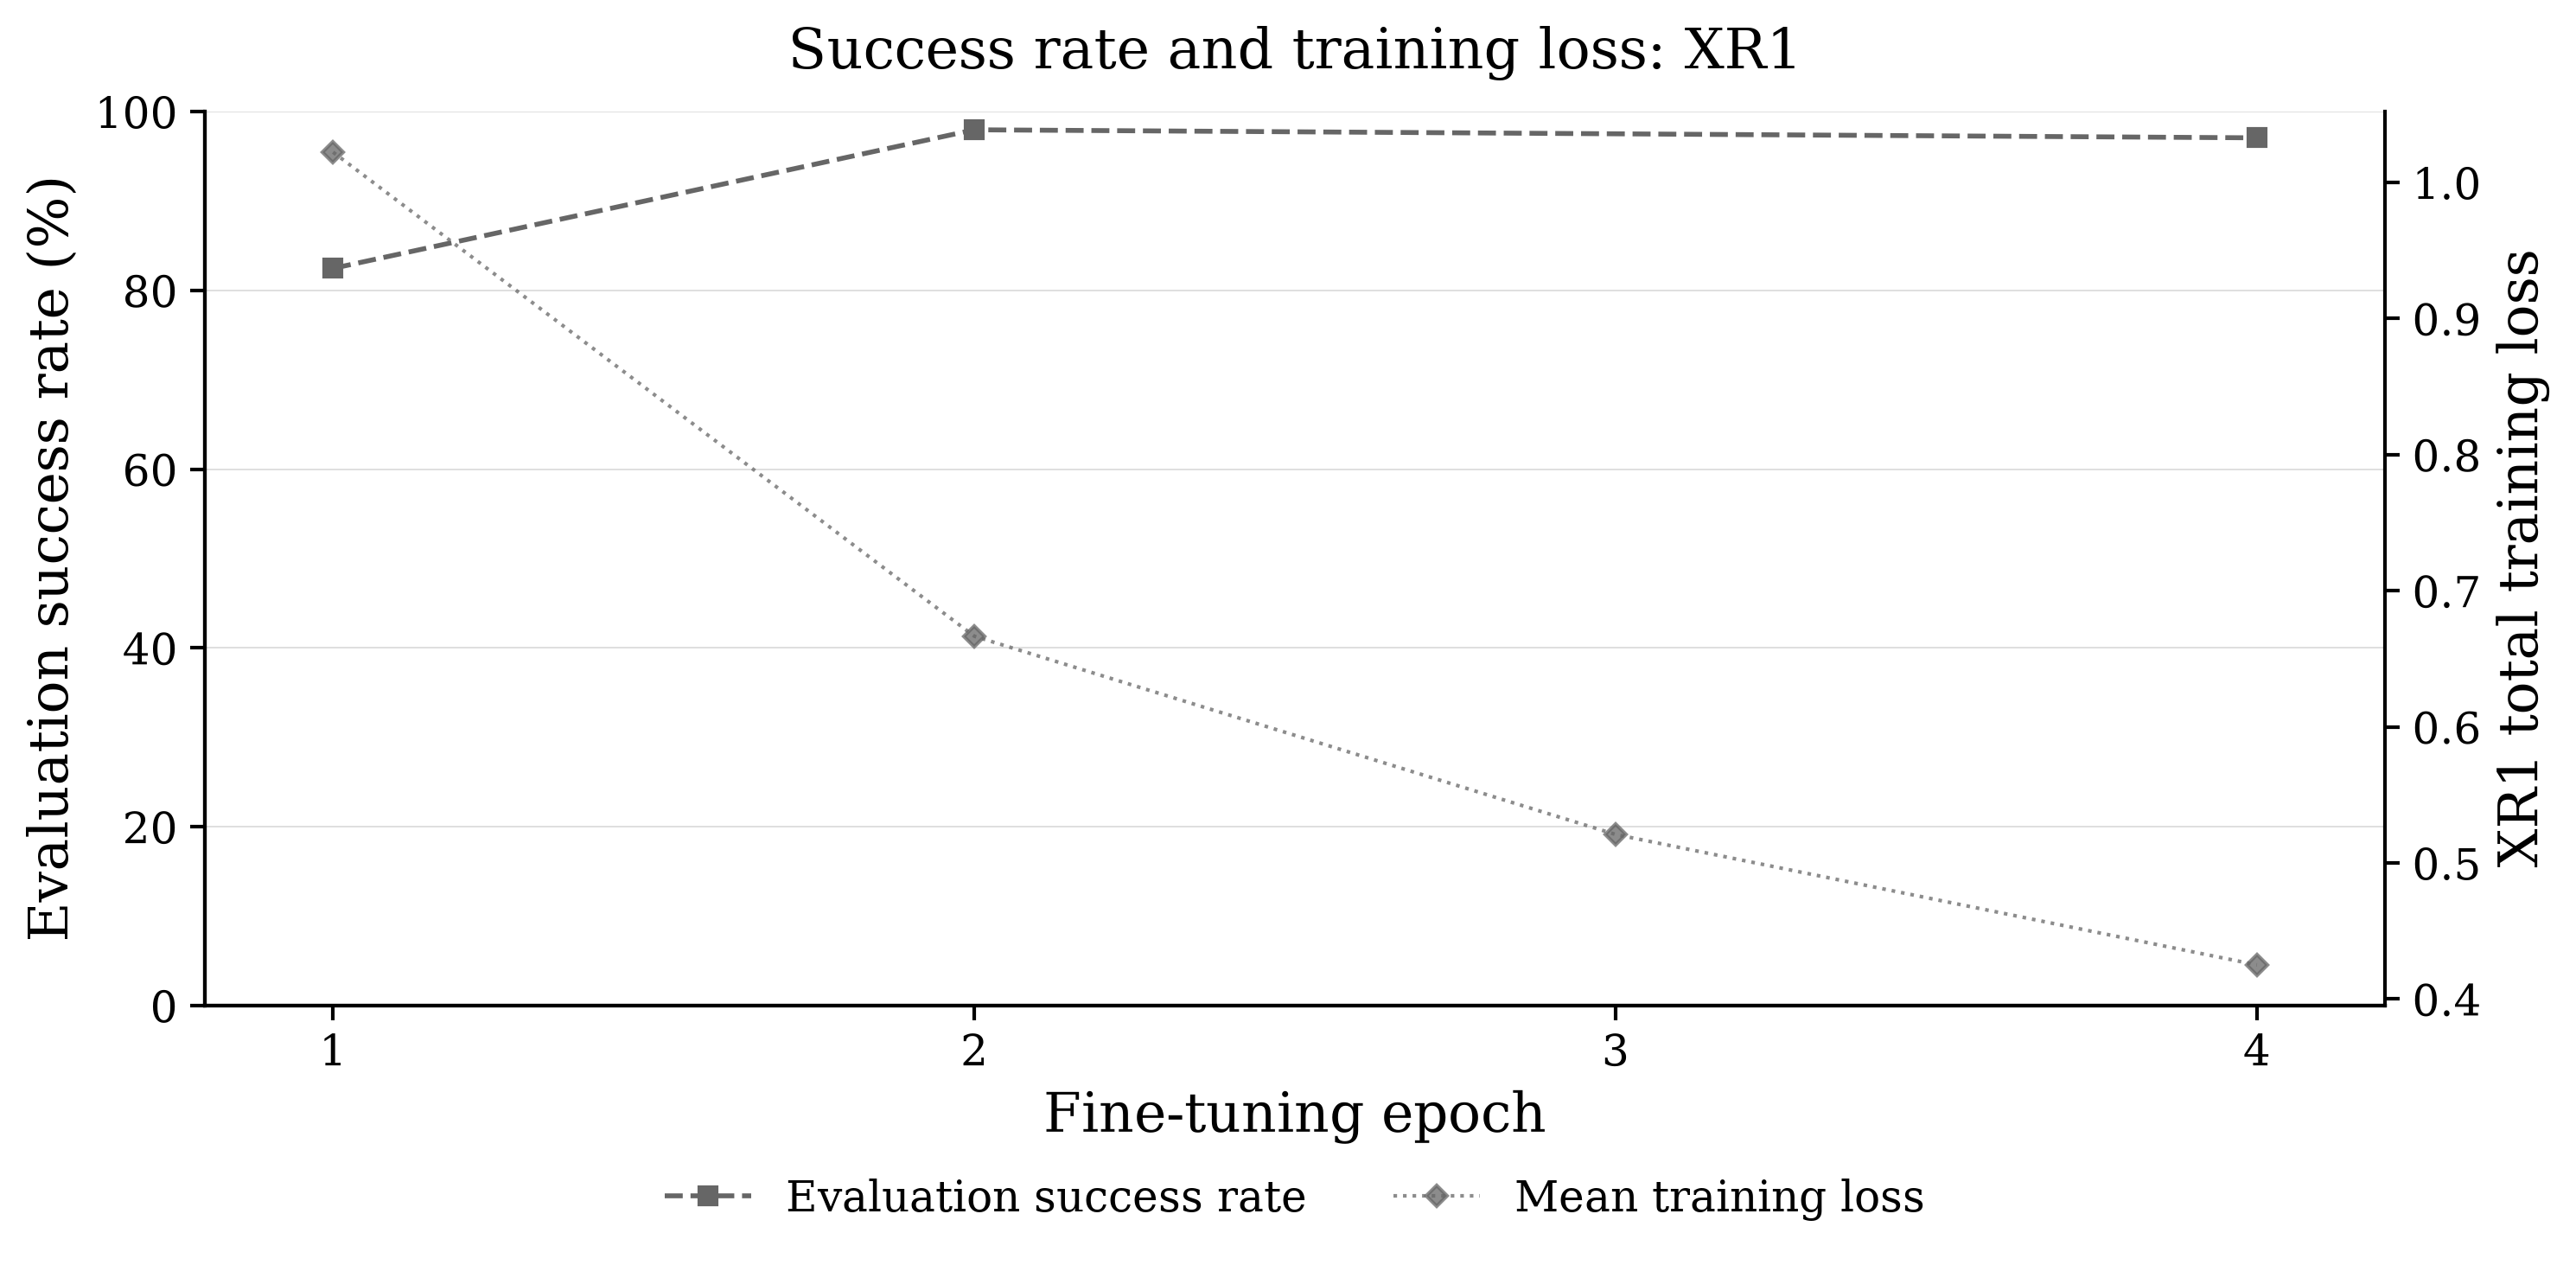 Success rate and training loss: XR1
Evaluation success rate (%)
100
80
60
40
20
0
1.0
0.9
0.8
0.7
0.6
0.5
0.4
XR1 total training loss
1 2 3 4
Fine-tuning epoch
Evaluation success rate Mean training loss